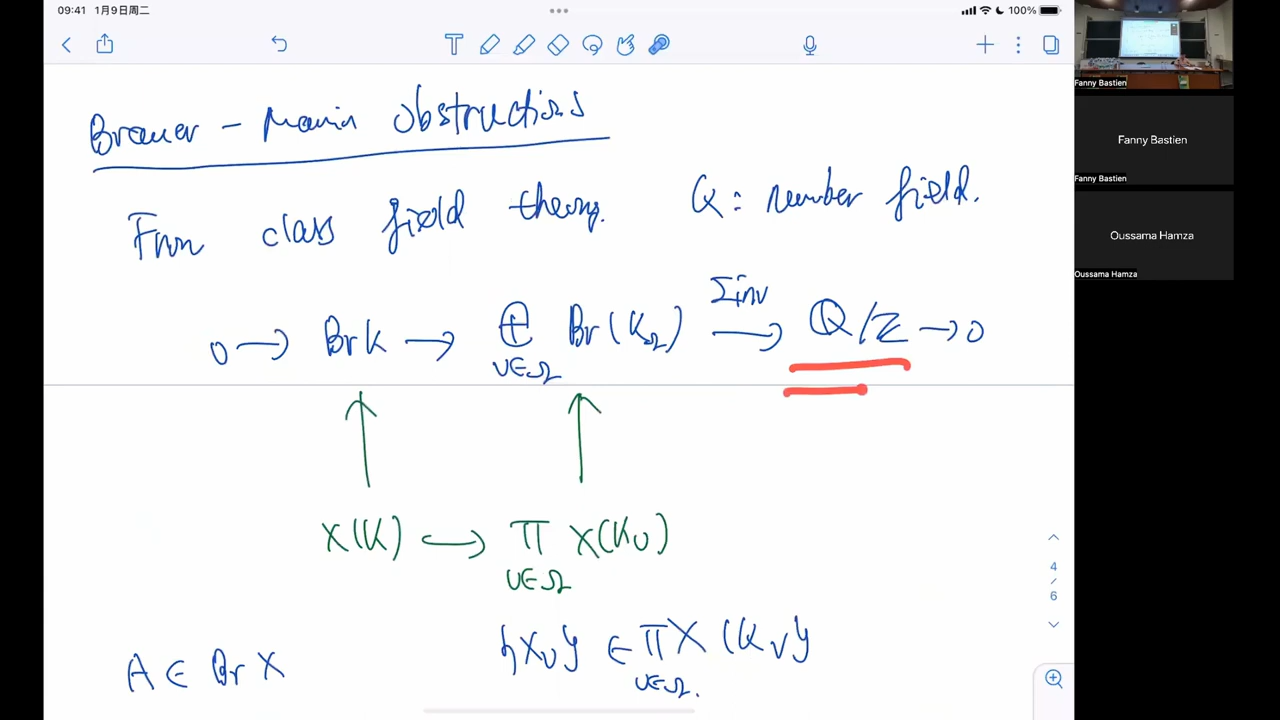 09:41 1月9日周二
100%
Brauer - Manin obstructions
From class field theory. K : number field.
0 → Br K → ⊕ Br(K_Ω) → Q/Z → 0
Σinv
v∈Ω
X(K) ↪ ∏ X(K_v)
v∈Ω
{X_v} ∈ ∏ X (K_v)
v∈Ω.
A ∈ Br X
4
/
6
Fanny Bastien
Fanny Bastien
Fanny Bastien
Oussama Hamza
Oussama Hamza